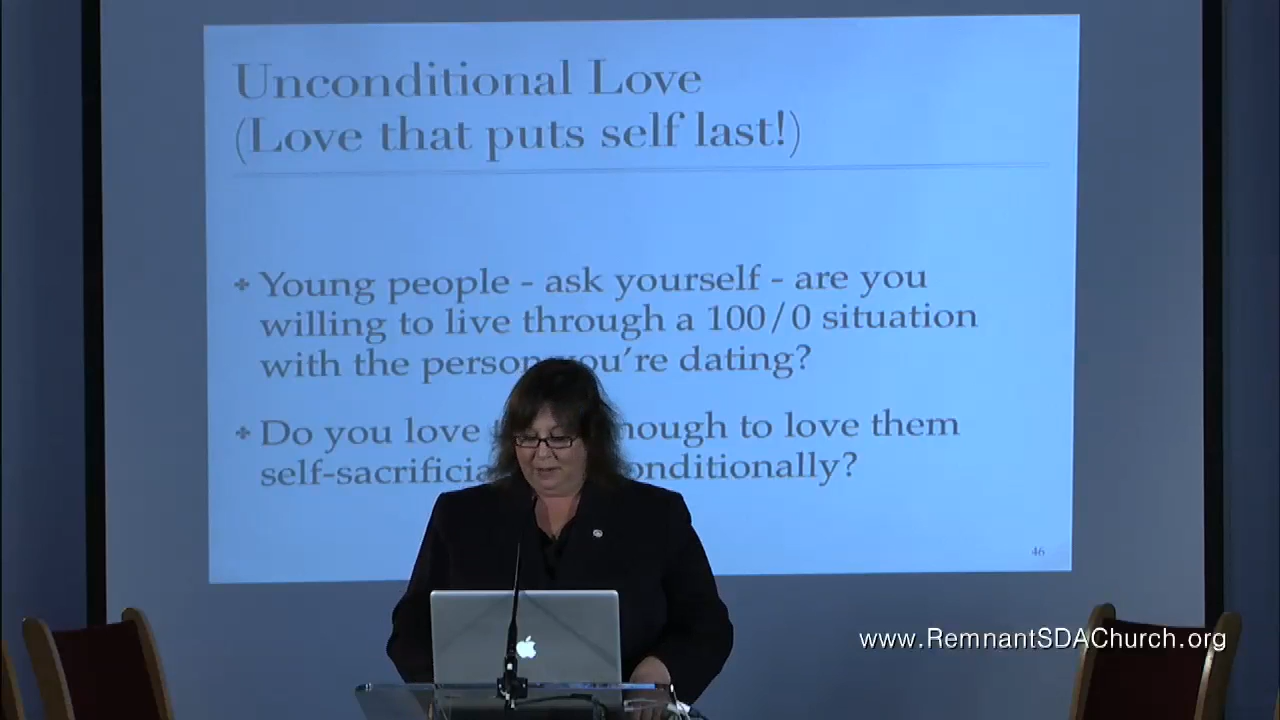 Unconditional Love
(Love that puts self last!)
Young people - ask yourself - are you
willing to live through a 100/0 situation
with the person you're dating?
Do you love enough to love them
self-sacrificia onditionally?
46
www.RemnantSDAChurch.org